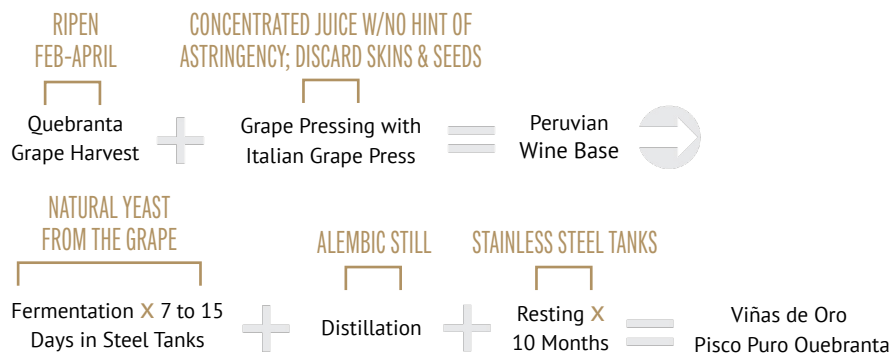 RIPEN
FEB-APRIL
CONCENTRATED JUICE W/NO HINT OF
ASTRINGENCY; DISCARD SKINS & SEEDS
Quebranta
Grape Harvest
+
Grape Pressing with
Italian Grape Press
=
Peruvian
Wine Base
NATURAL YEAST
FROM THE GRAPE
ALEMBIC STILL
STAINLESS STEEL TANKS
Fermentation X 7 to 15
Days in Steel Tanks
+
Distillation
+
Resting X
10 Months
=
Viñas de Oro
Pisco Puro Quebranta